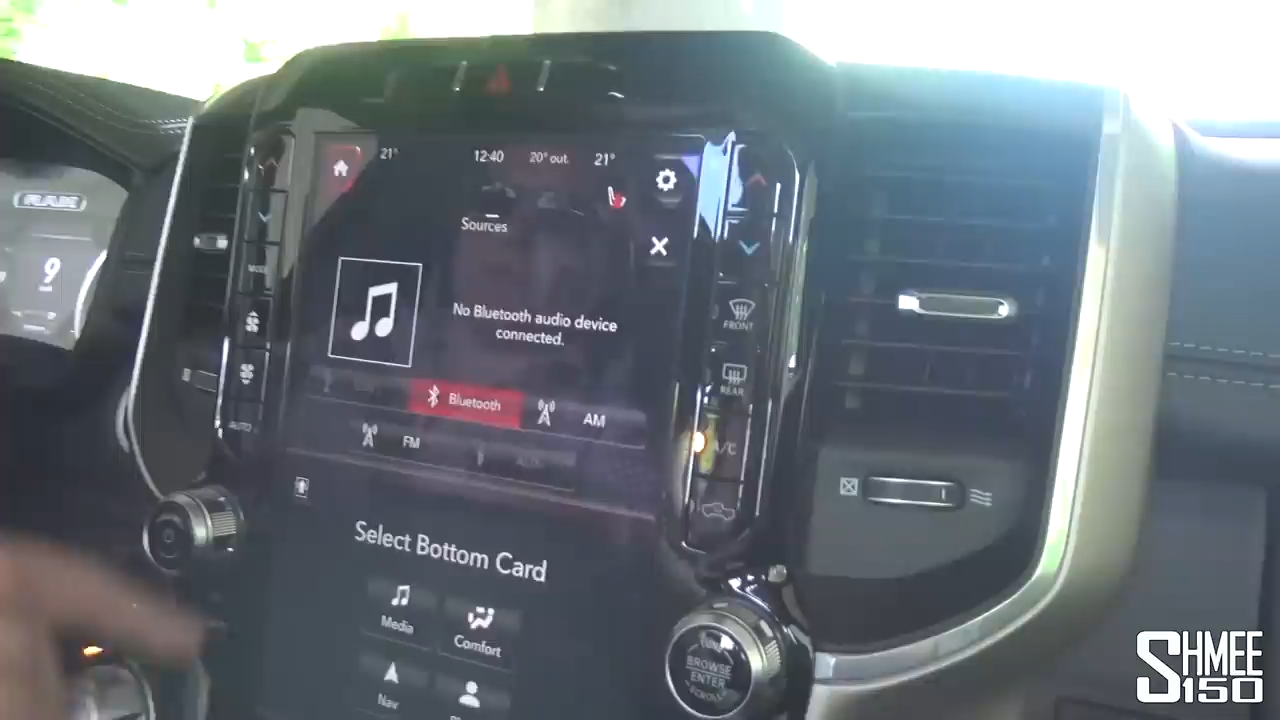 RAM
21°
12:40
20° out.
21°
Sources
9
No Bluetooth audio device
connected.
FRONT
REAR
Bluetooth
AM
FM
AUTO
A/C
Select Bottom Card
Media
Comfort
Nav
BROWSE
ENTER
SCROLL
SHMEE
150